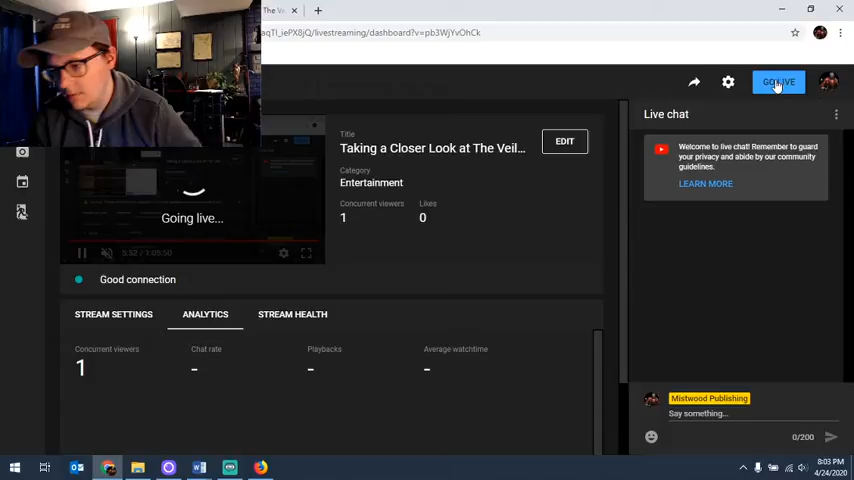 The Ve
aqTI_iePX8jQ/livestreaming/dashboard?v=pb3WjYvOhCk
GO LIVE
Title
Taking a Closer Look at The Veil...
EDIT
Category
Entertainment
Concurrent viewers
Likes
1
0
Going live...
5:52 / 1:05:50
Good connection
STREAM SETTINGS
ANALYTICS
STREAM HEALTH
Concurrent viewers
Chat rate
Playbacks
Average watchtime
1
-
-
-
Live chat
Welcome to live chat! Remember to guard
your privacy and abide by our community
guidelines.
LEARN MORE
Mistwood Publishing
Say something...
0/200
8:03 PM
4/24/2020